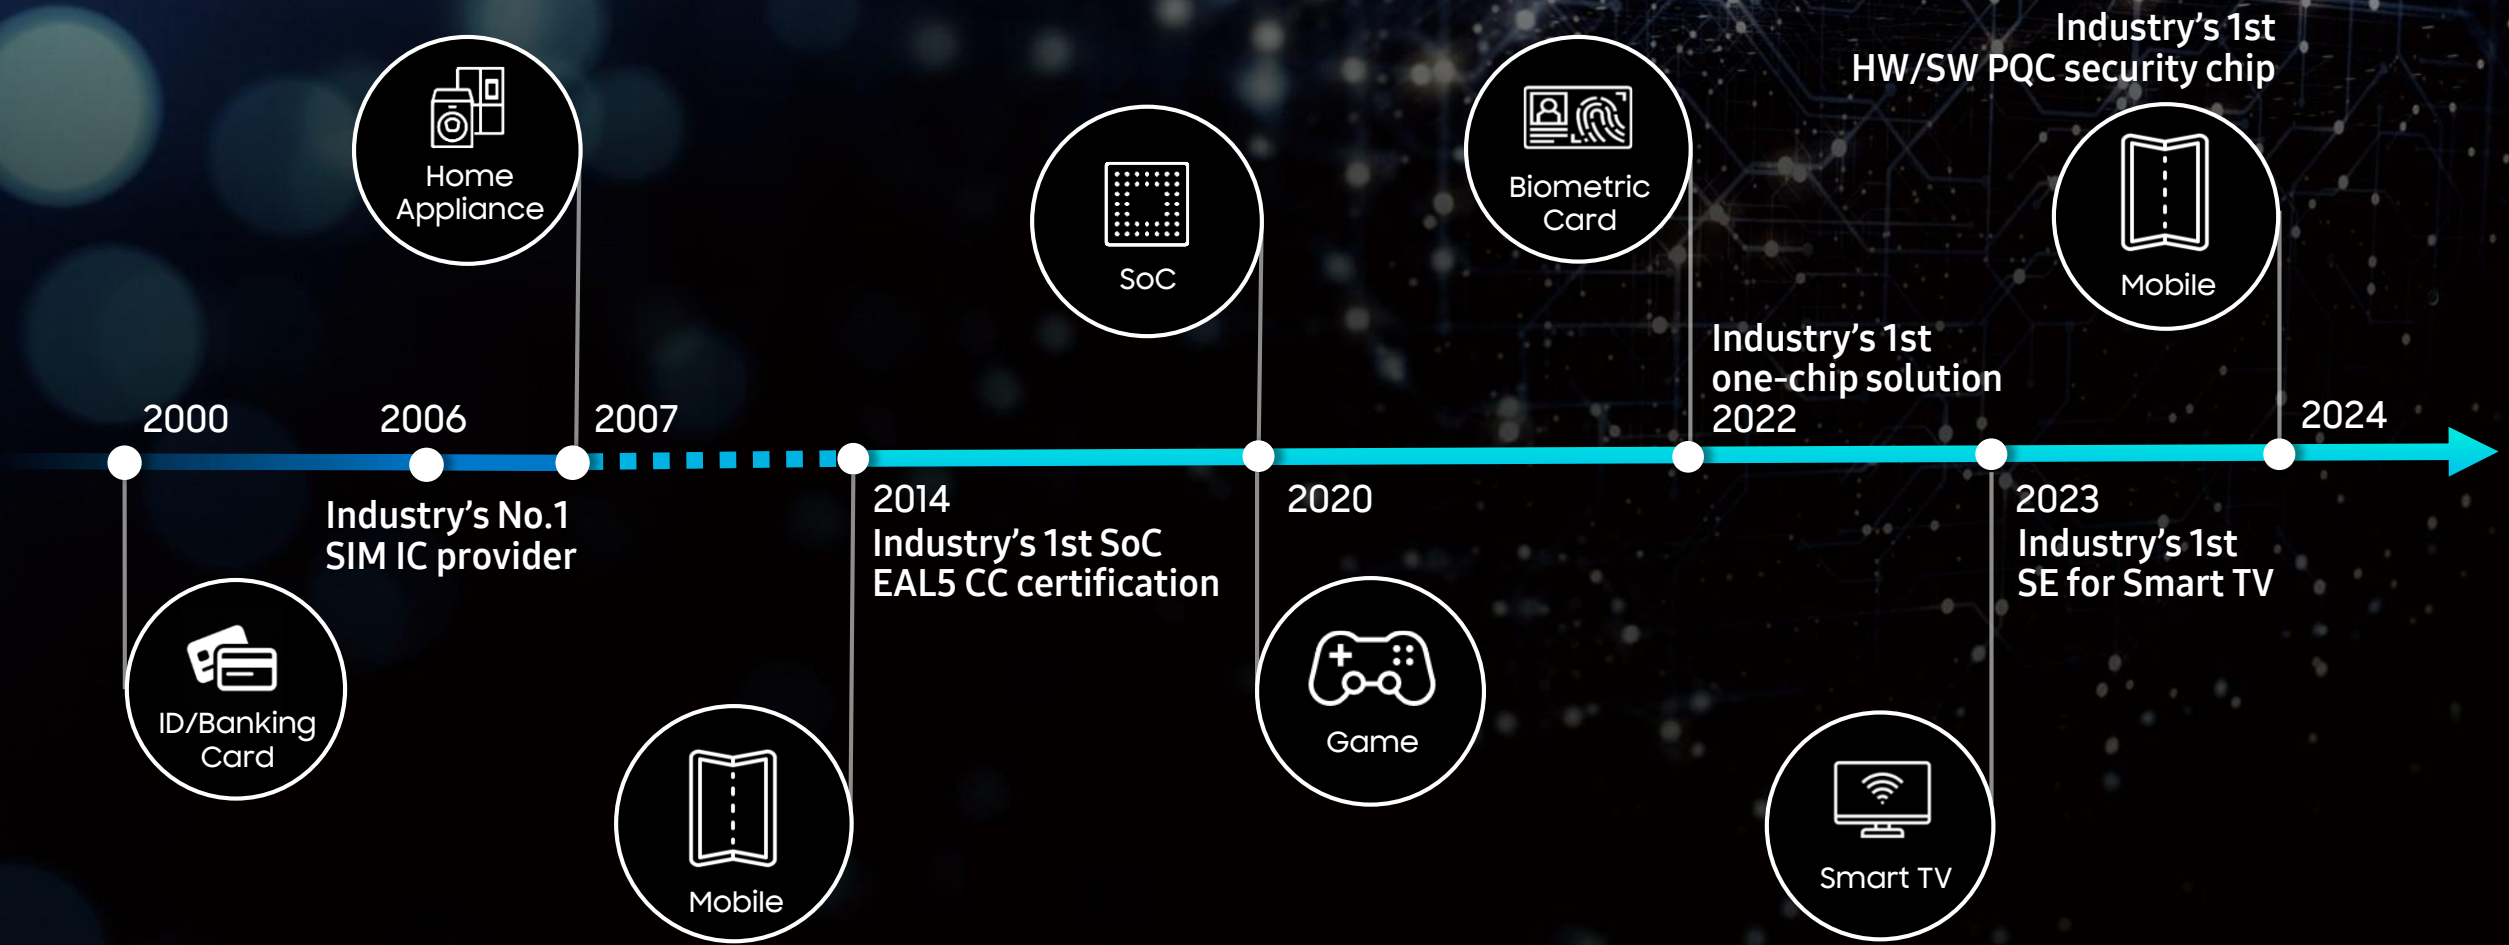 Industry's 1st
HW/SW PQC security chip
Home
Appliance
SoC
Biometric
Card
Mobile
Industry's 1st
one-chip solution
2000
2006
2007
2022
2024
2014
2020
2023
Industry's No.1
SIM IC provider
Industry's 1st SoC
EAL5 CC certification
Industry's 1st
SE for Smart TV
ID/Banking
Card
Mobile
Game
Smart TV